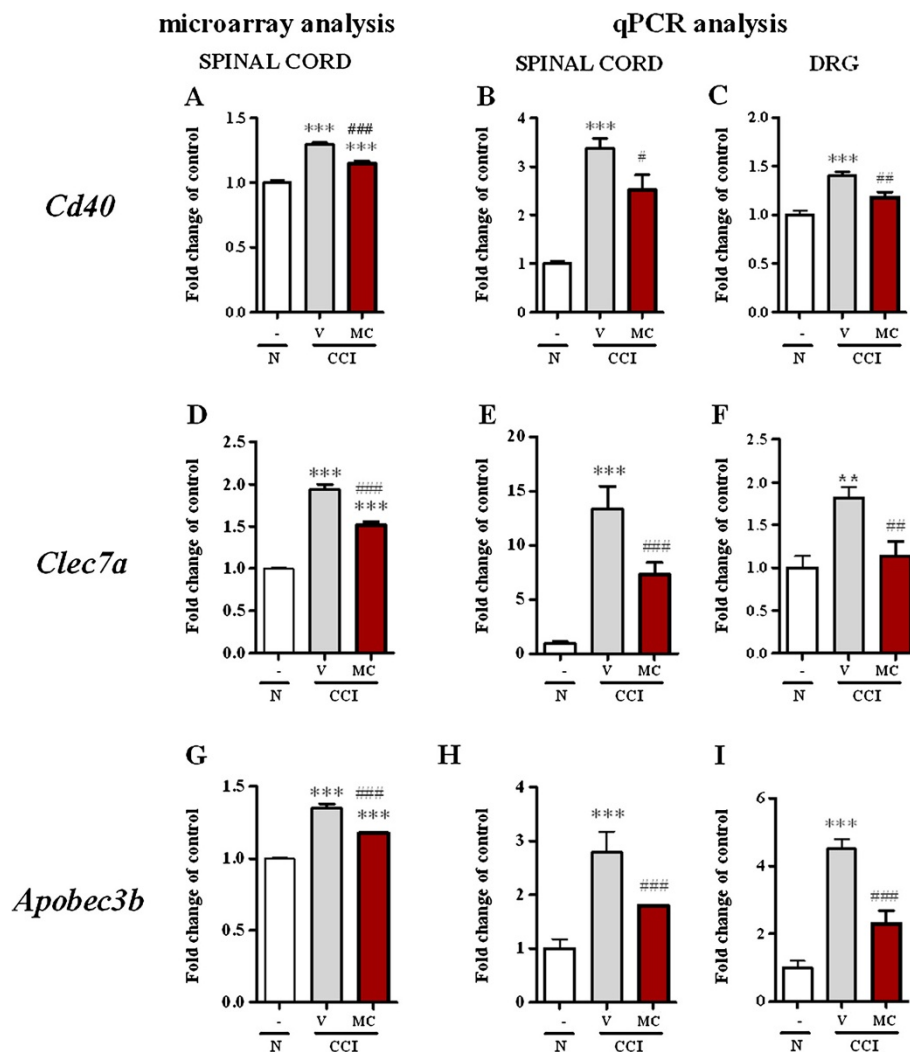 microarray analysis
qPCR analysis
SPINAL CORD
SPINAL CORD
DRG
Cd40
A
Fold change of control
1.5
1.0
0.5
0.0
***
###
***
- V MC
N CCI
B
Fold change of control
4
3
2
1
0
***
#
- V MC
N CCI
C
Fold change of control
2.0
1.5
1.0
0.5
0.0
***
##
- V MC
N CCI
Clec7a
D
Fold change of control
2.5
2.0
1.5
1.0
0.5
0.0
***
###
***
- V MC
N CCI
E
Fold change of control
20
15
10
5
0
***
###
- V MC
N CCI
F
Fold change of control
2.5
2.0
1.5
1.0
0.5
0.0
**
##
- V MC
N CCI
Apobec3b
G
Fold change of control
1.5
1.0
0.5
0.0
***
###
***
- V MC
N CCI
H
Fold change of control
4
3
2
1
0
***
###
- V MC
N CCI
I
Fold change of control
6
4
2
0
***
###
- V MC
N CCI